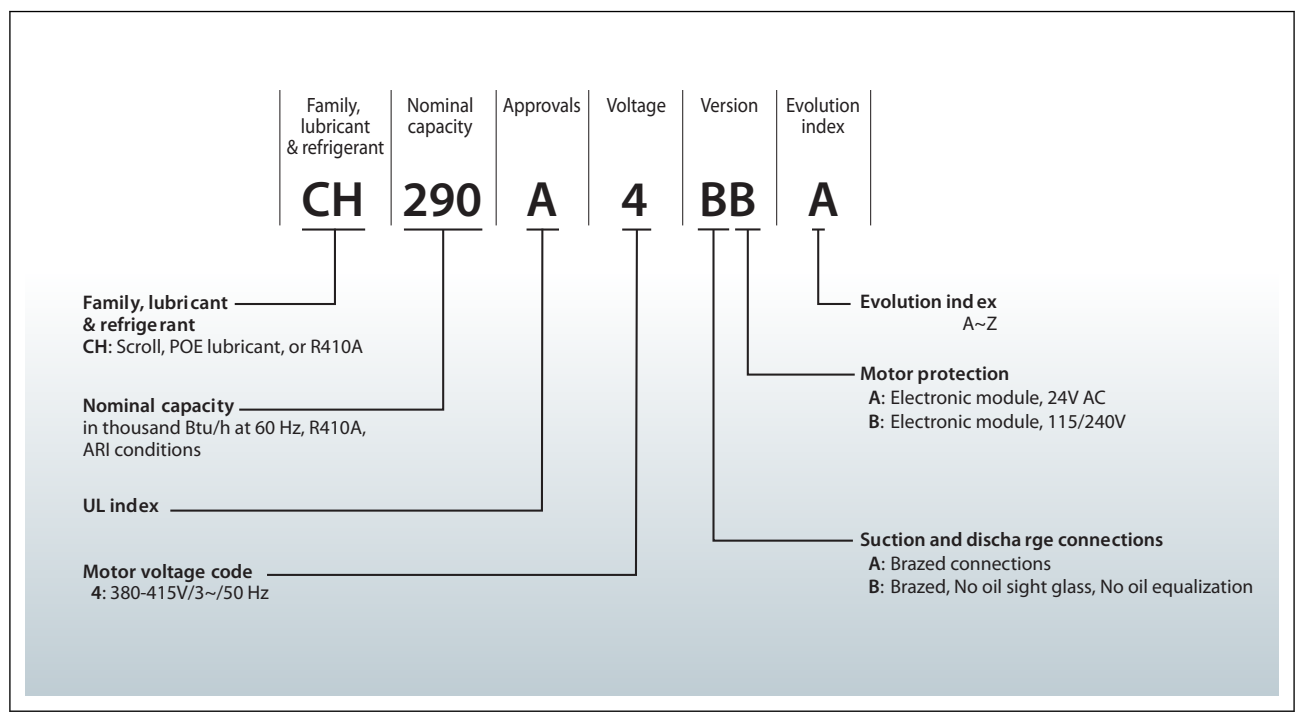 Family,
lubricant
& refrigerant
Nominal
capacity
Approvals
Voltage
Version
Evolution
index
CH 290 A 4 BB A
Family, lubricant
& refrigerant
CH: Scroll, POE lubricant, or R410A
Nominal capacity
in thousand Btu/h at 60 Hz, R410A,
ARI conditions
UL index
Motor voltage code
4: 380-415V/3~/50 Hz
Evolution index
A~Z
Motor protection
A: Electronic module, 24V AC
B: Electronic module, 115/240V
Suction and discha rge connections
A: Brazed connections
B: Brazed, No oil sight glass, No oil equalization